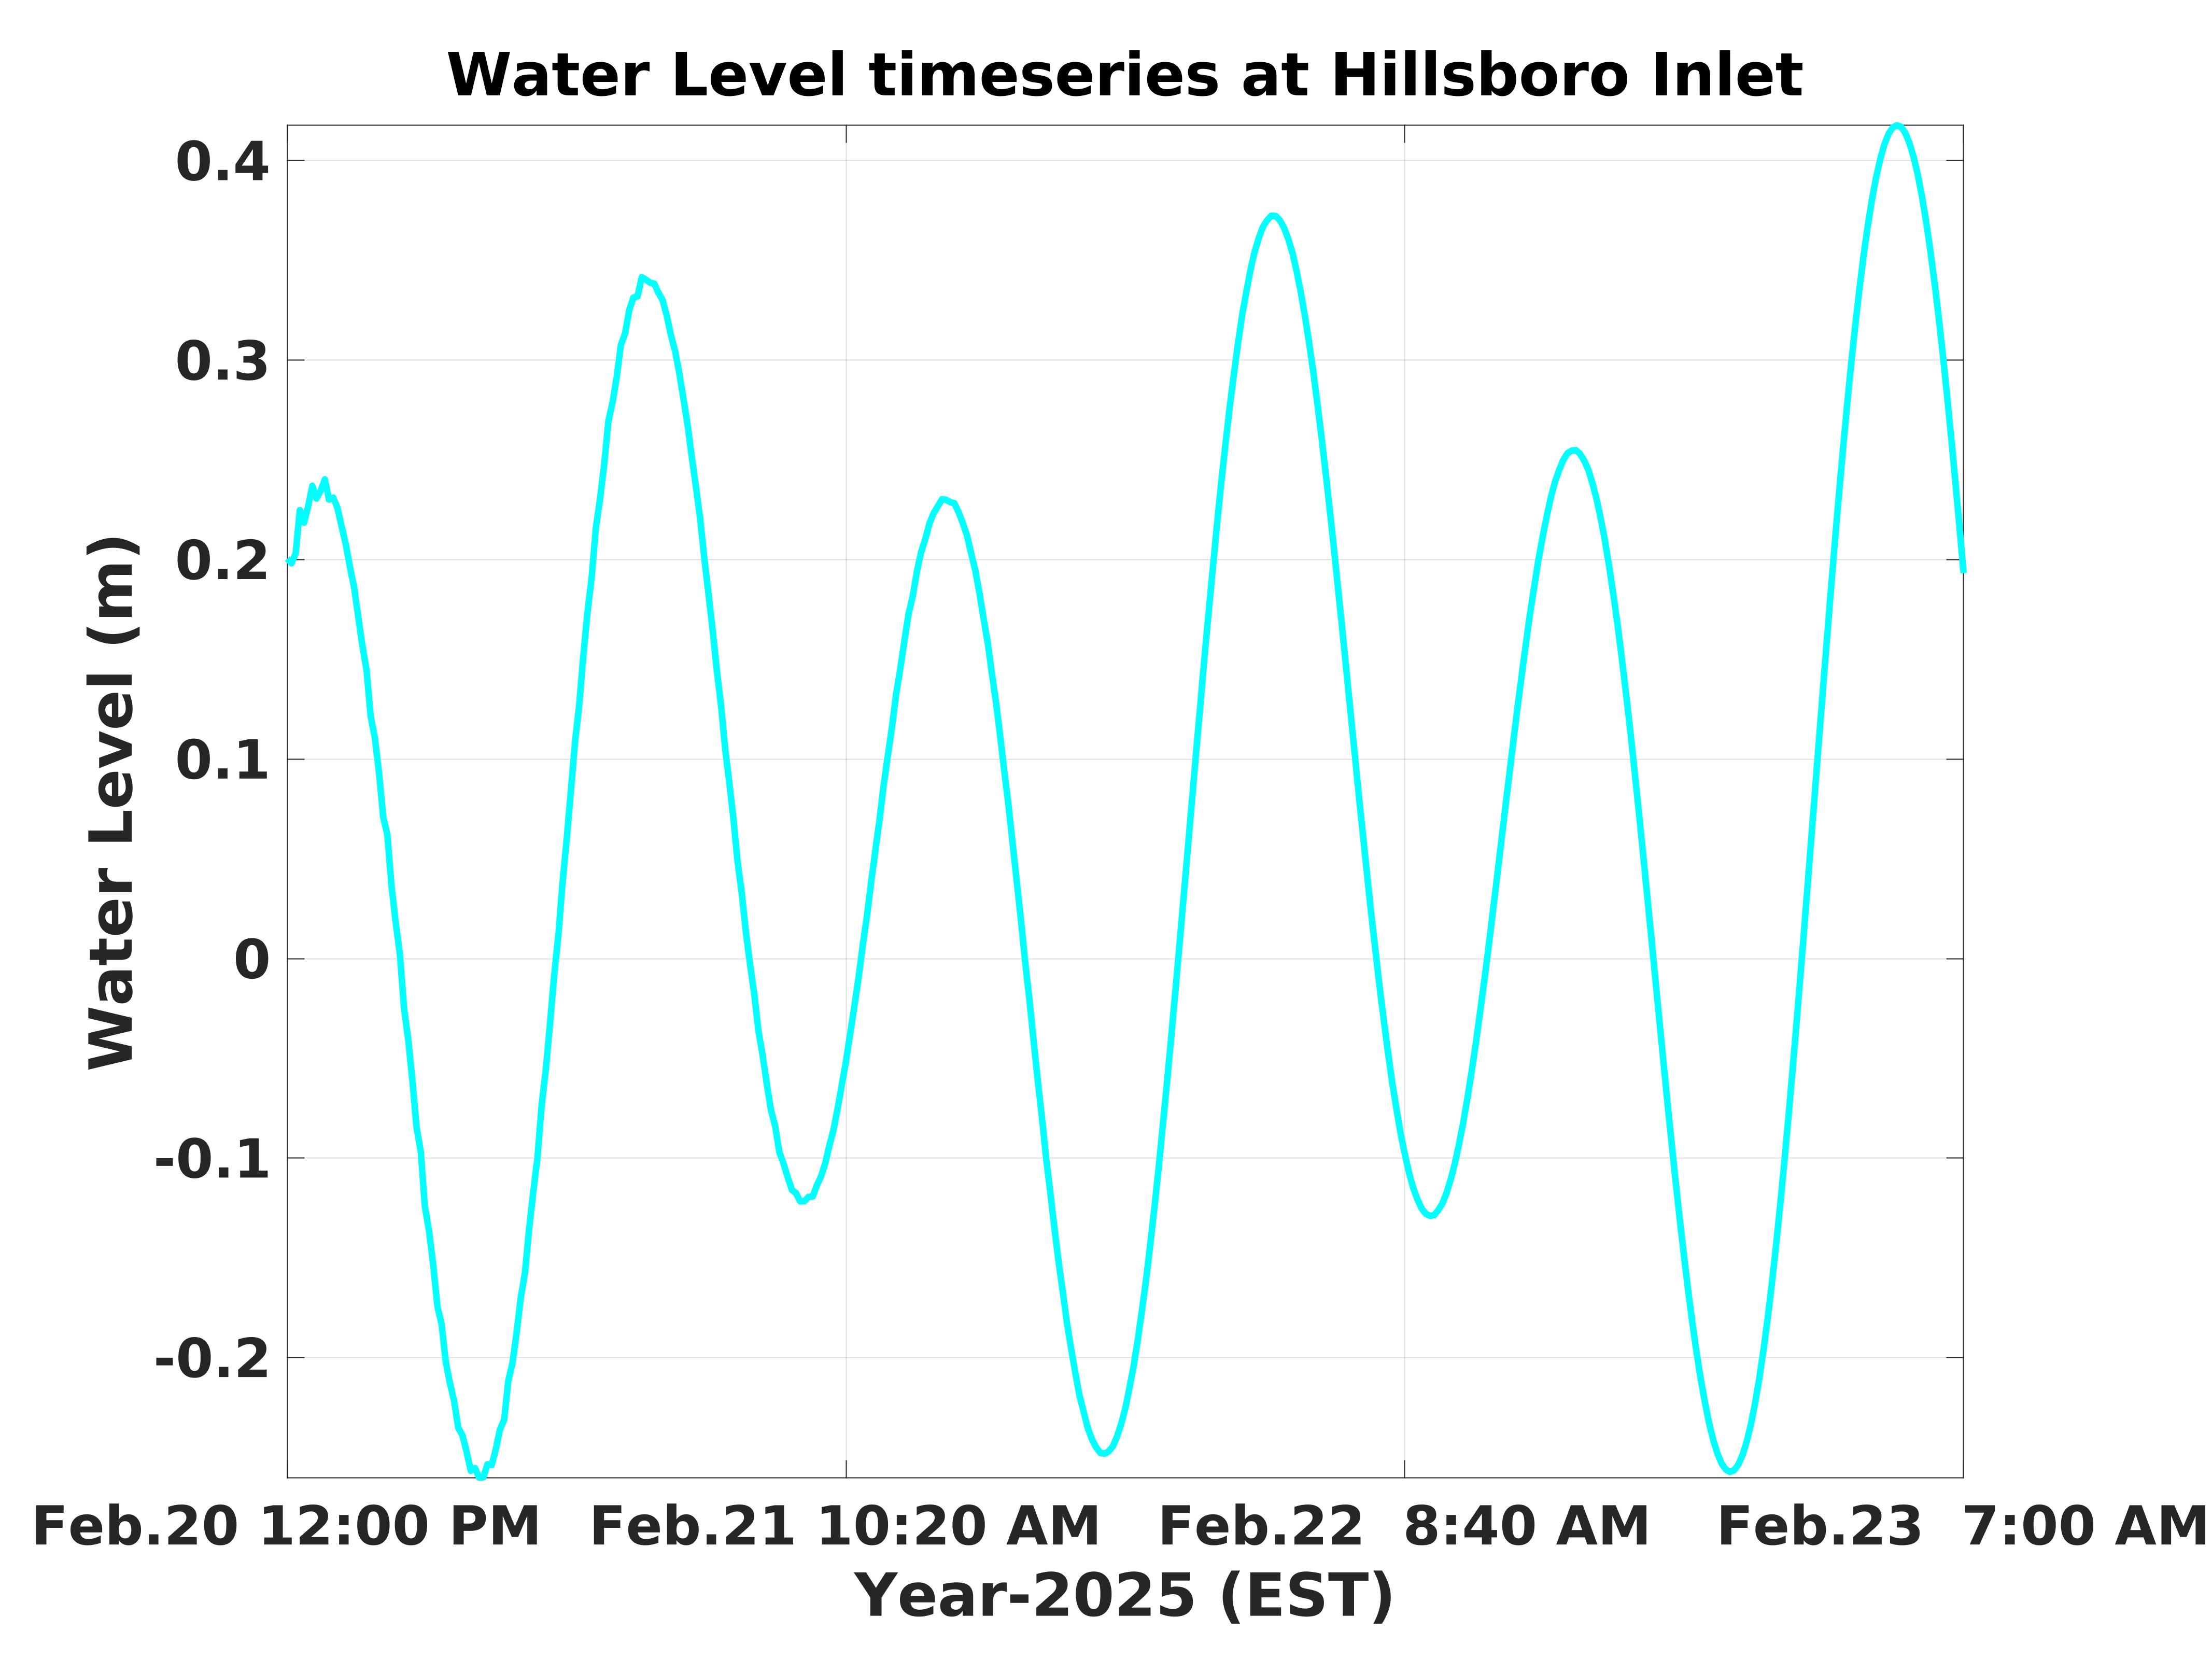 Water Level timeseries at Hillsboro Inlet
Water Level (m)
0.4
0.3
0.2
0.1
0
-0.1
-0.2
Feb.20 12:00 PM Feb.21 10:20 AM Feb.22 8:40 AM Feb.23 7:00 AM
Year-2025 (EST)